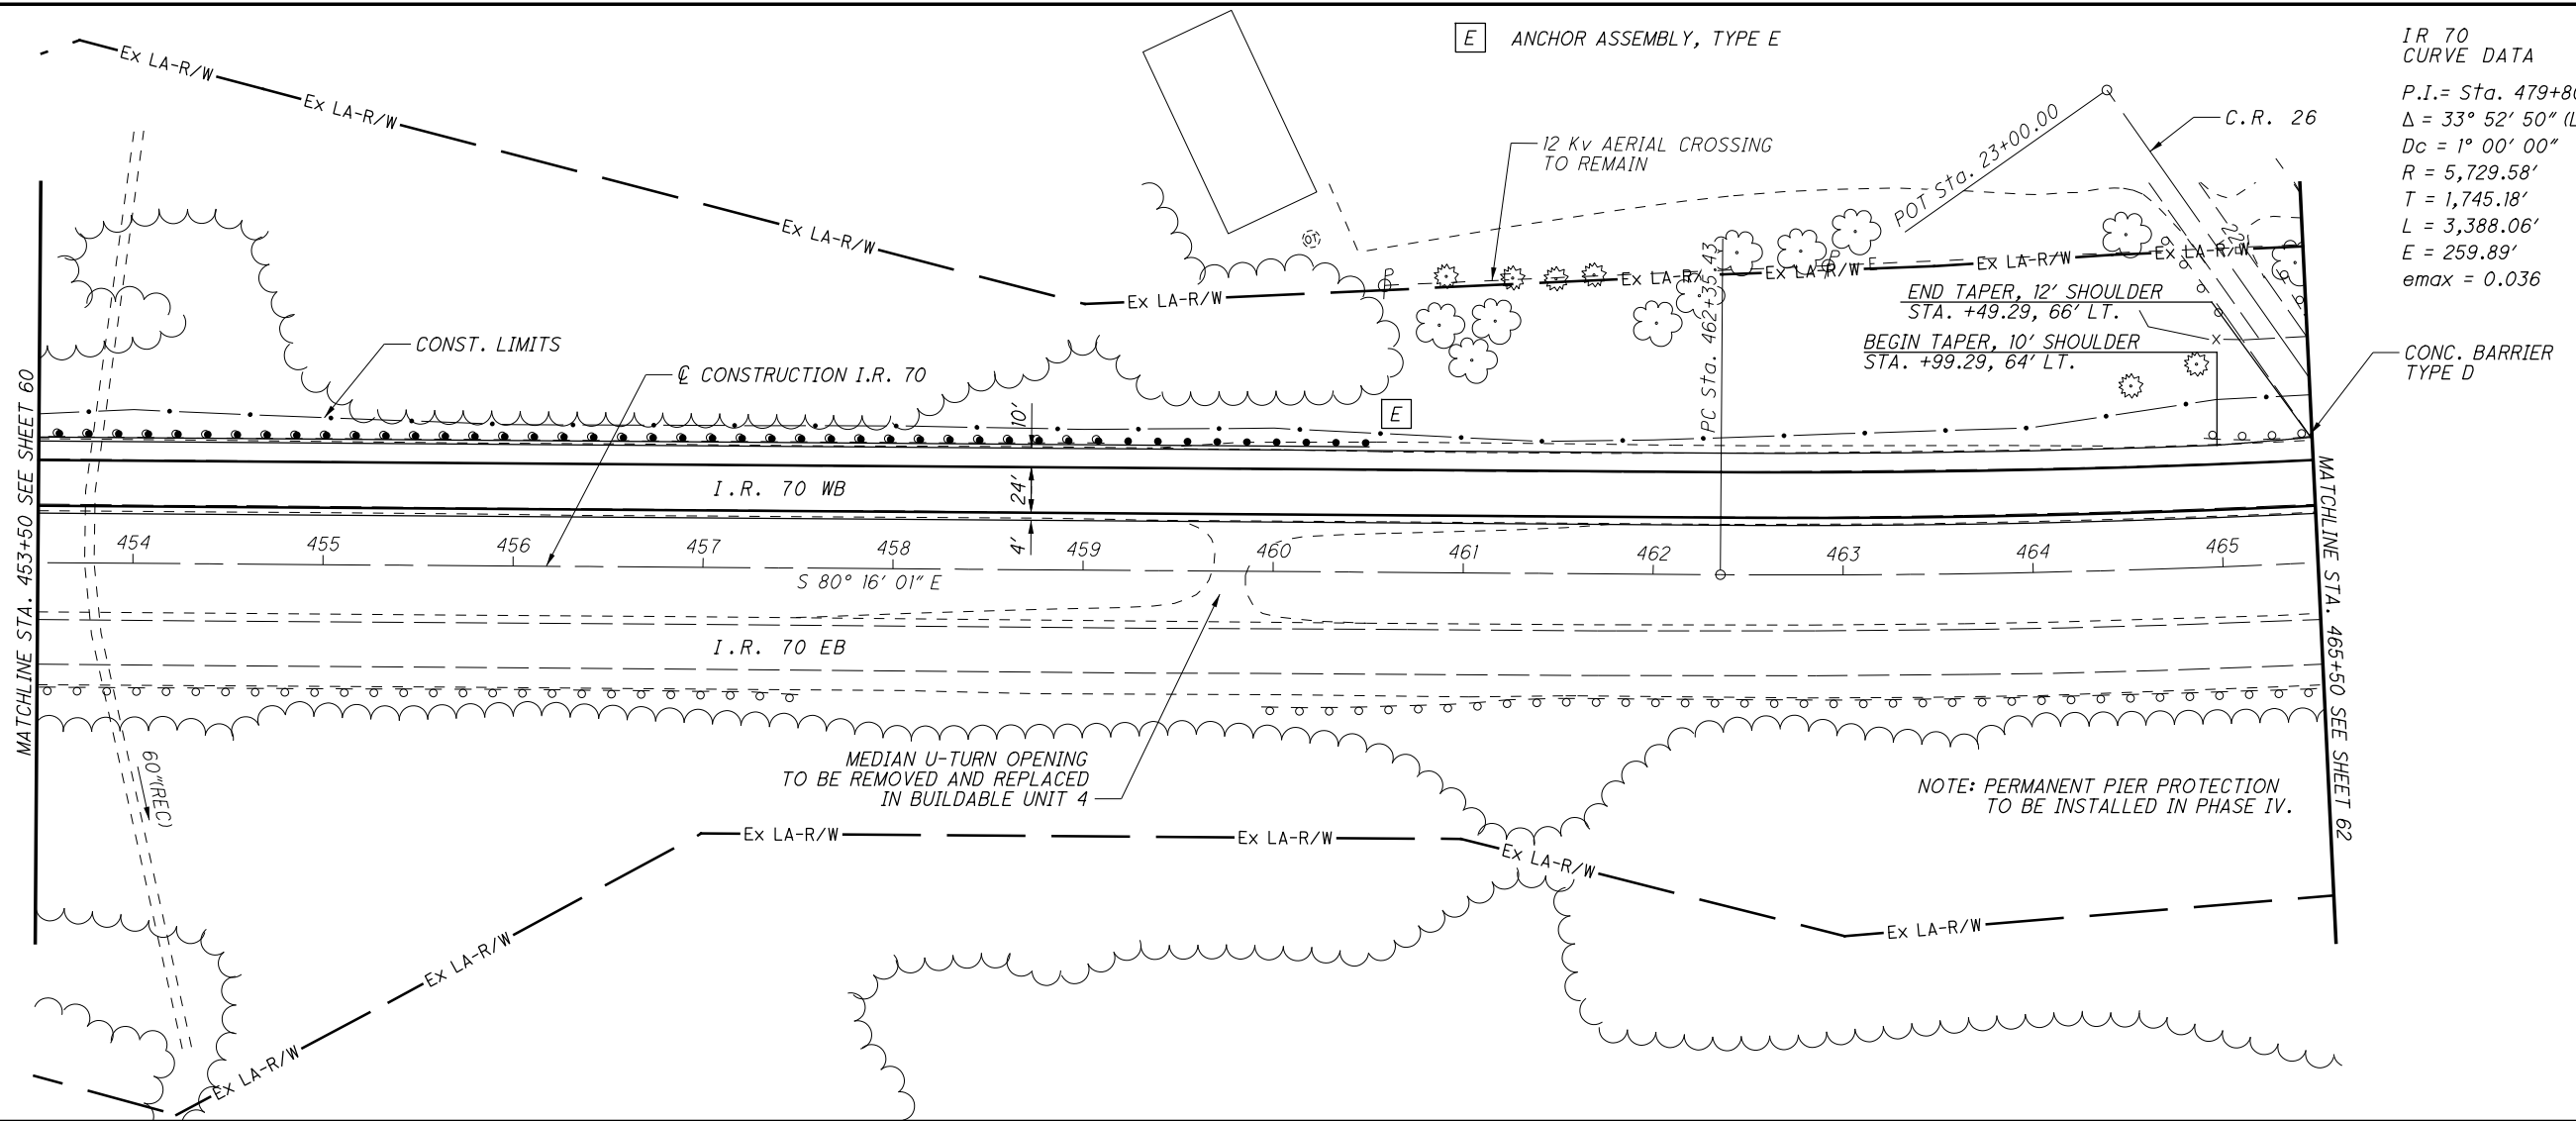 E ANCHOR ASSEMBLY, TYPE E
IR 70
CURVE DATA
P.I.= Sta. 479+80
Δ = 33° 52' 50" (L
Dc = 1° 00' 00"
R = 5,729.58'
T = 1,745.18'
L = 3,388.06'
E = 259.89'
emax = 0.036
Ex LA-R/W
Ex LA-R/W
Ex LA-R/W
Ex LA-R/W
Ex LA-R/
Ex LA-R/W
Ex LA-R/W
Ex LA-R/W
12 Kv AERIAL CROSSING
TO REMAIN
POT Sta. 23+00.00
C.R. 26
OT
P
P
E
PC Sta. 462+35.43
END TAPER, 12' SHOULDER
STA. +49.29, 66' LT.
BEGIN TAPER, 10' SHOULDER
STA. +99.29, 64' LT.
CONC. BARRIER
TYPE D
CONST. LIMITS
℄ CONSTRUCTION I.R. 70
E
10'
24'
4'
I.R. 70 WB
454
455
456
457
458
459
460
461
462
463
464
465
S 80° 16' 01" E
I.R. 70 EB
MATCHLINE STA. 453+50 SEE SHEET 60
MATCHLINE STA. 465+50 SEE SHEET 62
60"(REC)
MEDIAN U-TURN OPENING
TO BE REMOVED AND REPLACED
IN BUILDABLE UNIT 4
NOTE: PERMANENT PIER PROTECTION
TO BE INSTALLED IN PHASE IV.
Ex LA-R/W
Ex LA-R/W
Ex LA-R/W
Ex LA-R/W
Ex LA-R/W
Ex LA-R/W